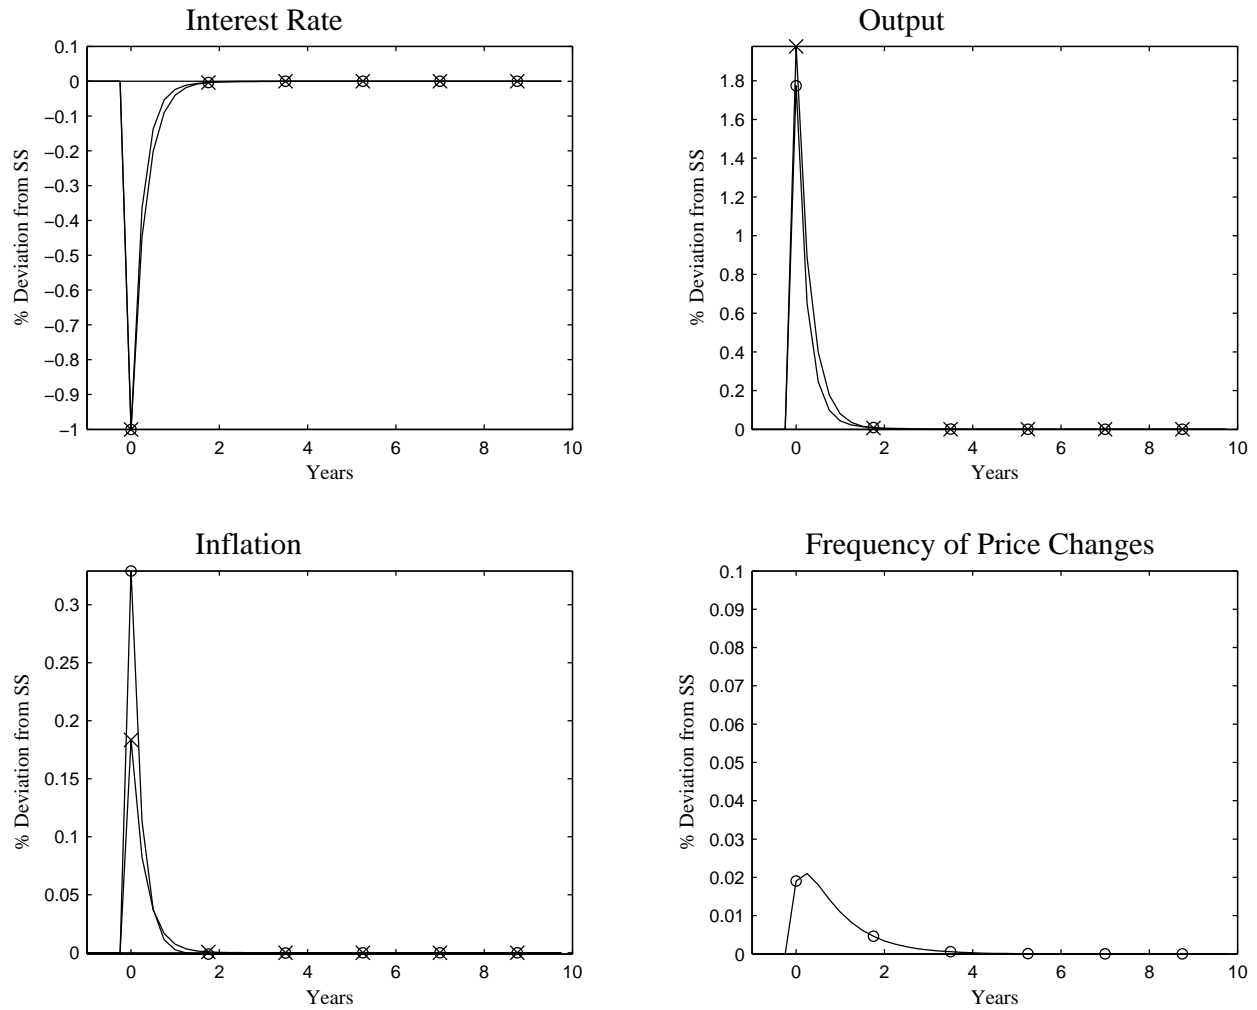 Interest Rate
0.1
0
−0.1
−0.2
−0.3
−0.4
−0.5
−0.6
−0.7
−0.8
−0.9
−1
% Deviation from SS
0 2 4 6 8 10
Years
Output
1.8
1.6
1.4
1.2
1
0.8
0.6
0.4
0.2
0
% Deviation from SS
0 2 4 6 8 10
Years
Inflation
0.3
0.25
0.2
0.15
0.1
0.05
0
% Deviation from SS
0 2 4 6 8 10
Years
Frequency of Price Changes
0.1
0.09
0.08
0.07
0.06
0.05
0.04
0.03
0.02
0.01
0
% Deviation from SS
0 2 4 6 8 10
Years